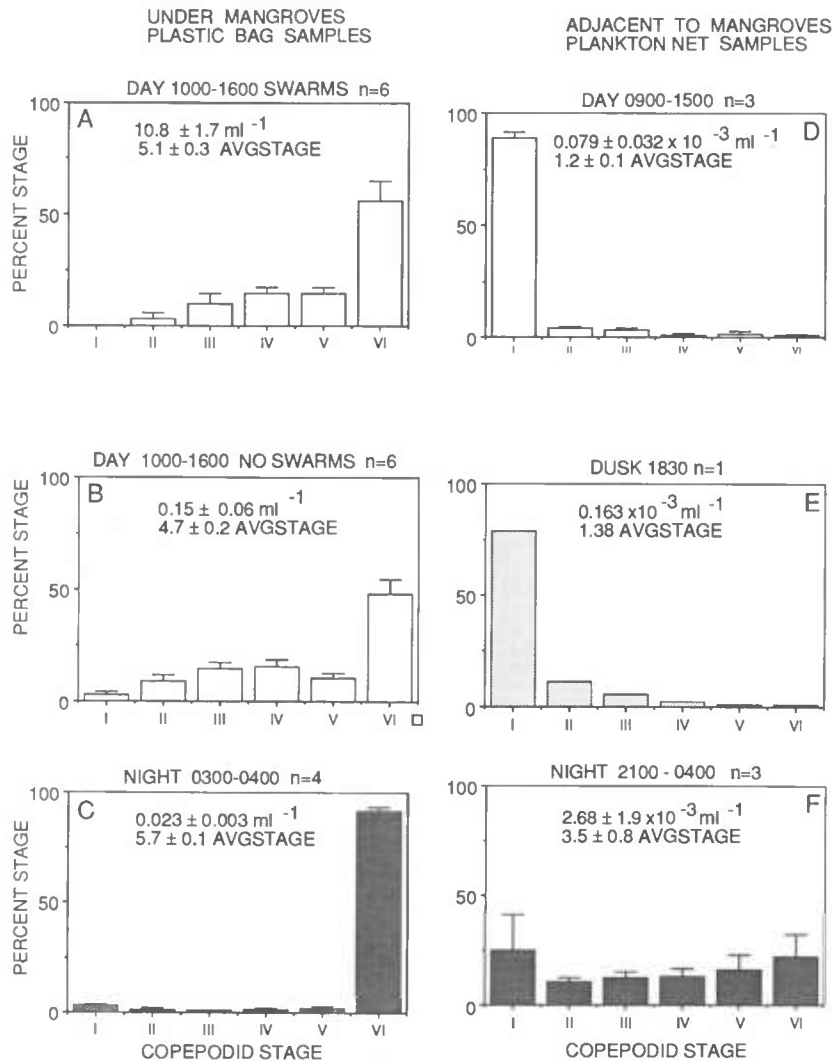 UNDER MANGROVES
PLASTIC BAG SAMPLES
ADJACENT TO MANGROVES
PLANKTON NET SAMPLES
DAY 1000-1600 SWARMS n=6
A
10.8 ± 1.7 ml -1
5.1 ± 0.3 AVGSTAGE
PERCENT STAGE
100
50
0
I II III IV V VI
DAY 0900-1500 n=3
D
0.079 ± 0.032 x 10 -3 ml -1
1.2 ± 0.1 AVGSTAGE
100
50
0
I II III IV V VI
DAY 1000-1600 NO SWARMS n=6
B
0.15 ± 0.06 ml -1
4.7 ± 0.2 AVGSTAGE
PERCENT STAGE
100
50
0
I II III IV V VI
DUSK 1830 n=1
E
0.163 x10 -3 ml -1
1.38 AVGSTAGE
100
50
0
I II III IV V VI
NIGHT 0300-0400 n=4
C
0.023 ± 0.003 ml -1
5.7 ± 0.1 AVGSTAGE
PERCENT STAGE
100
50
0
I II III IV V VI
COPEPODID STAGE
NIGHT 2100 - 0400 n=3
F
2.68 ± 1.9 x10 -3 ml -1
3.5 ± 0.8 AVGSTAGE
100
50
0
I II III IV V VI
COPEPODID STAGE